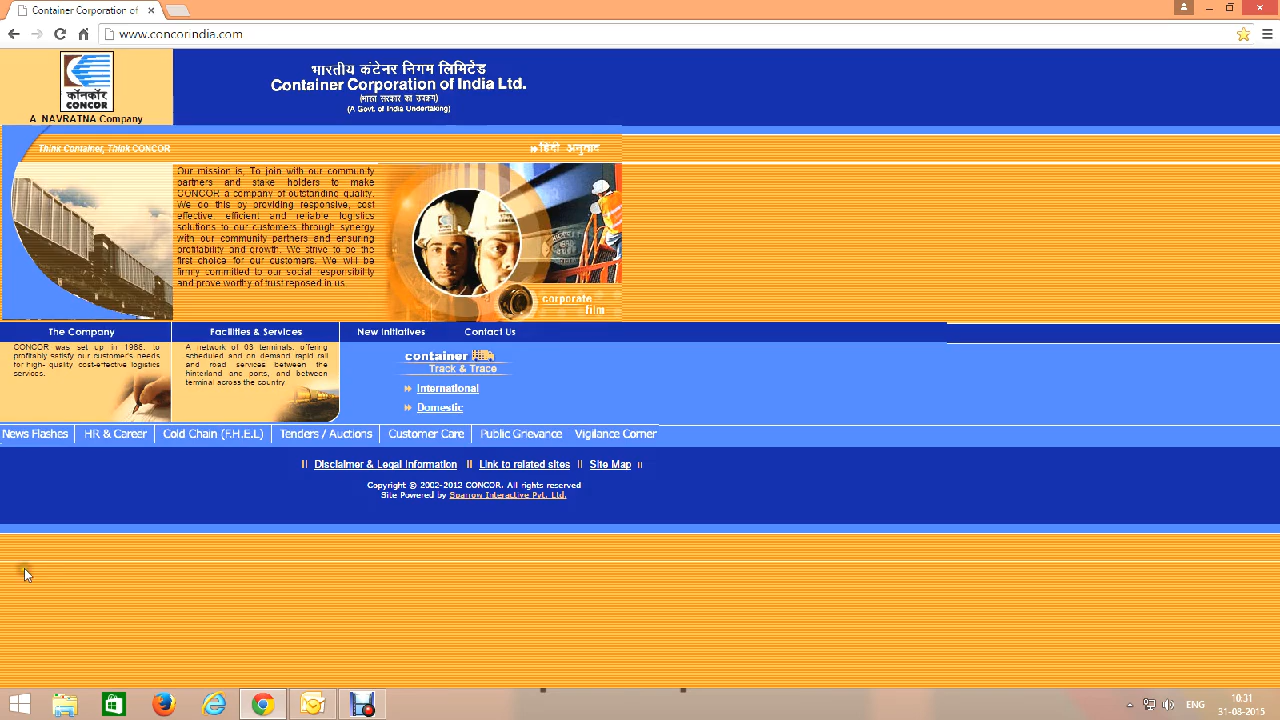 Container Corporation of
www.concorindia.com
कॉनकॉर
CONCOR
A NAVRATNA Company
भारतीय कंटेनर निगम लिमिटेड
Container Corporation of India Ltd.
(भारत सरकार का उपक्रम)
(A Govt. of India Undertaking)
Think Container, Think CONCOR
हिंदी अनुवाद
Our mission is, To join with our community
partners and stake holders to make
CONCOR a company of outstanding quality.
We do this by providing responsive, cost
effective, efficient and reliable logistics
solutions to our customers through synergy
with our community partners and ensuring
profitability and growth. We strive to be the
first choice for our customers. We will be
firmly committed to our social responsibility
and prove worthy of trust reposed in us.
corporate
film
The Company
Facilities & Services
New Initiatives
Contact Us
CONCOR was set up in 1988, to
profitably satisfy our customer's needs
for high- quality cost-effective logistics
services.
A network of 63 terminals, offering
scheduled and on demand rapid rail
and road services between the
hinterland and ports, and between
terminal across the country
container
Track & Trace
International
Domestic
News Flashes
HR & Career
Cold Chain (F.H.E.L)
Tenders / Auctions
Customer Care
Public Grievance
Vigilance Corner
Disclaimer & Legal Information
Link to related sites
Site Map
Copyright © 2002-2012 CONCOR. All rights reserved
Site Powered by Sparrow Interactive Pvt. Ltd.
ENG
10:31
31-08-2015